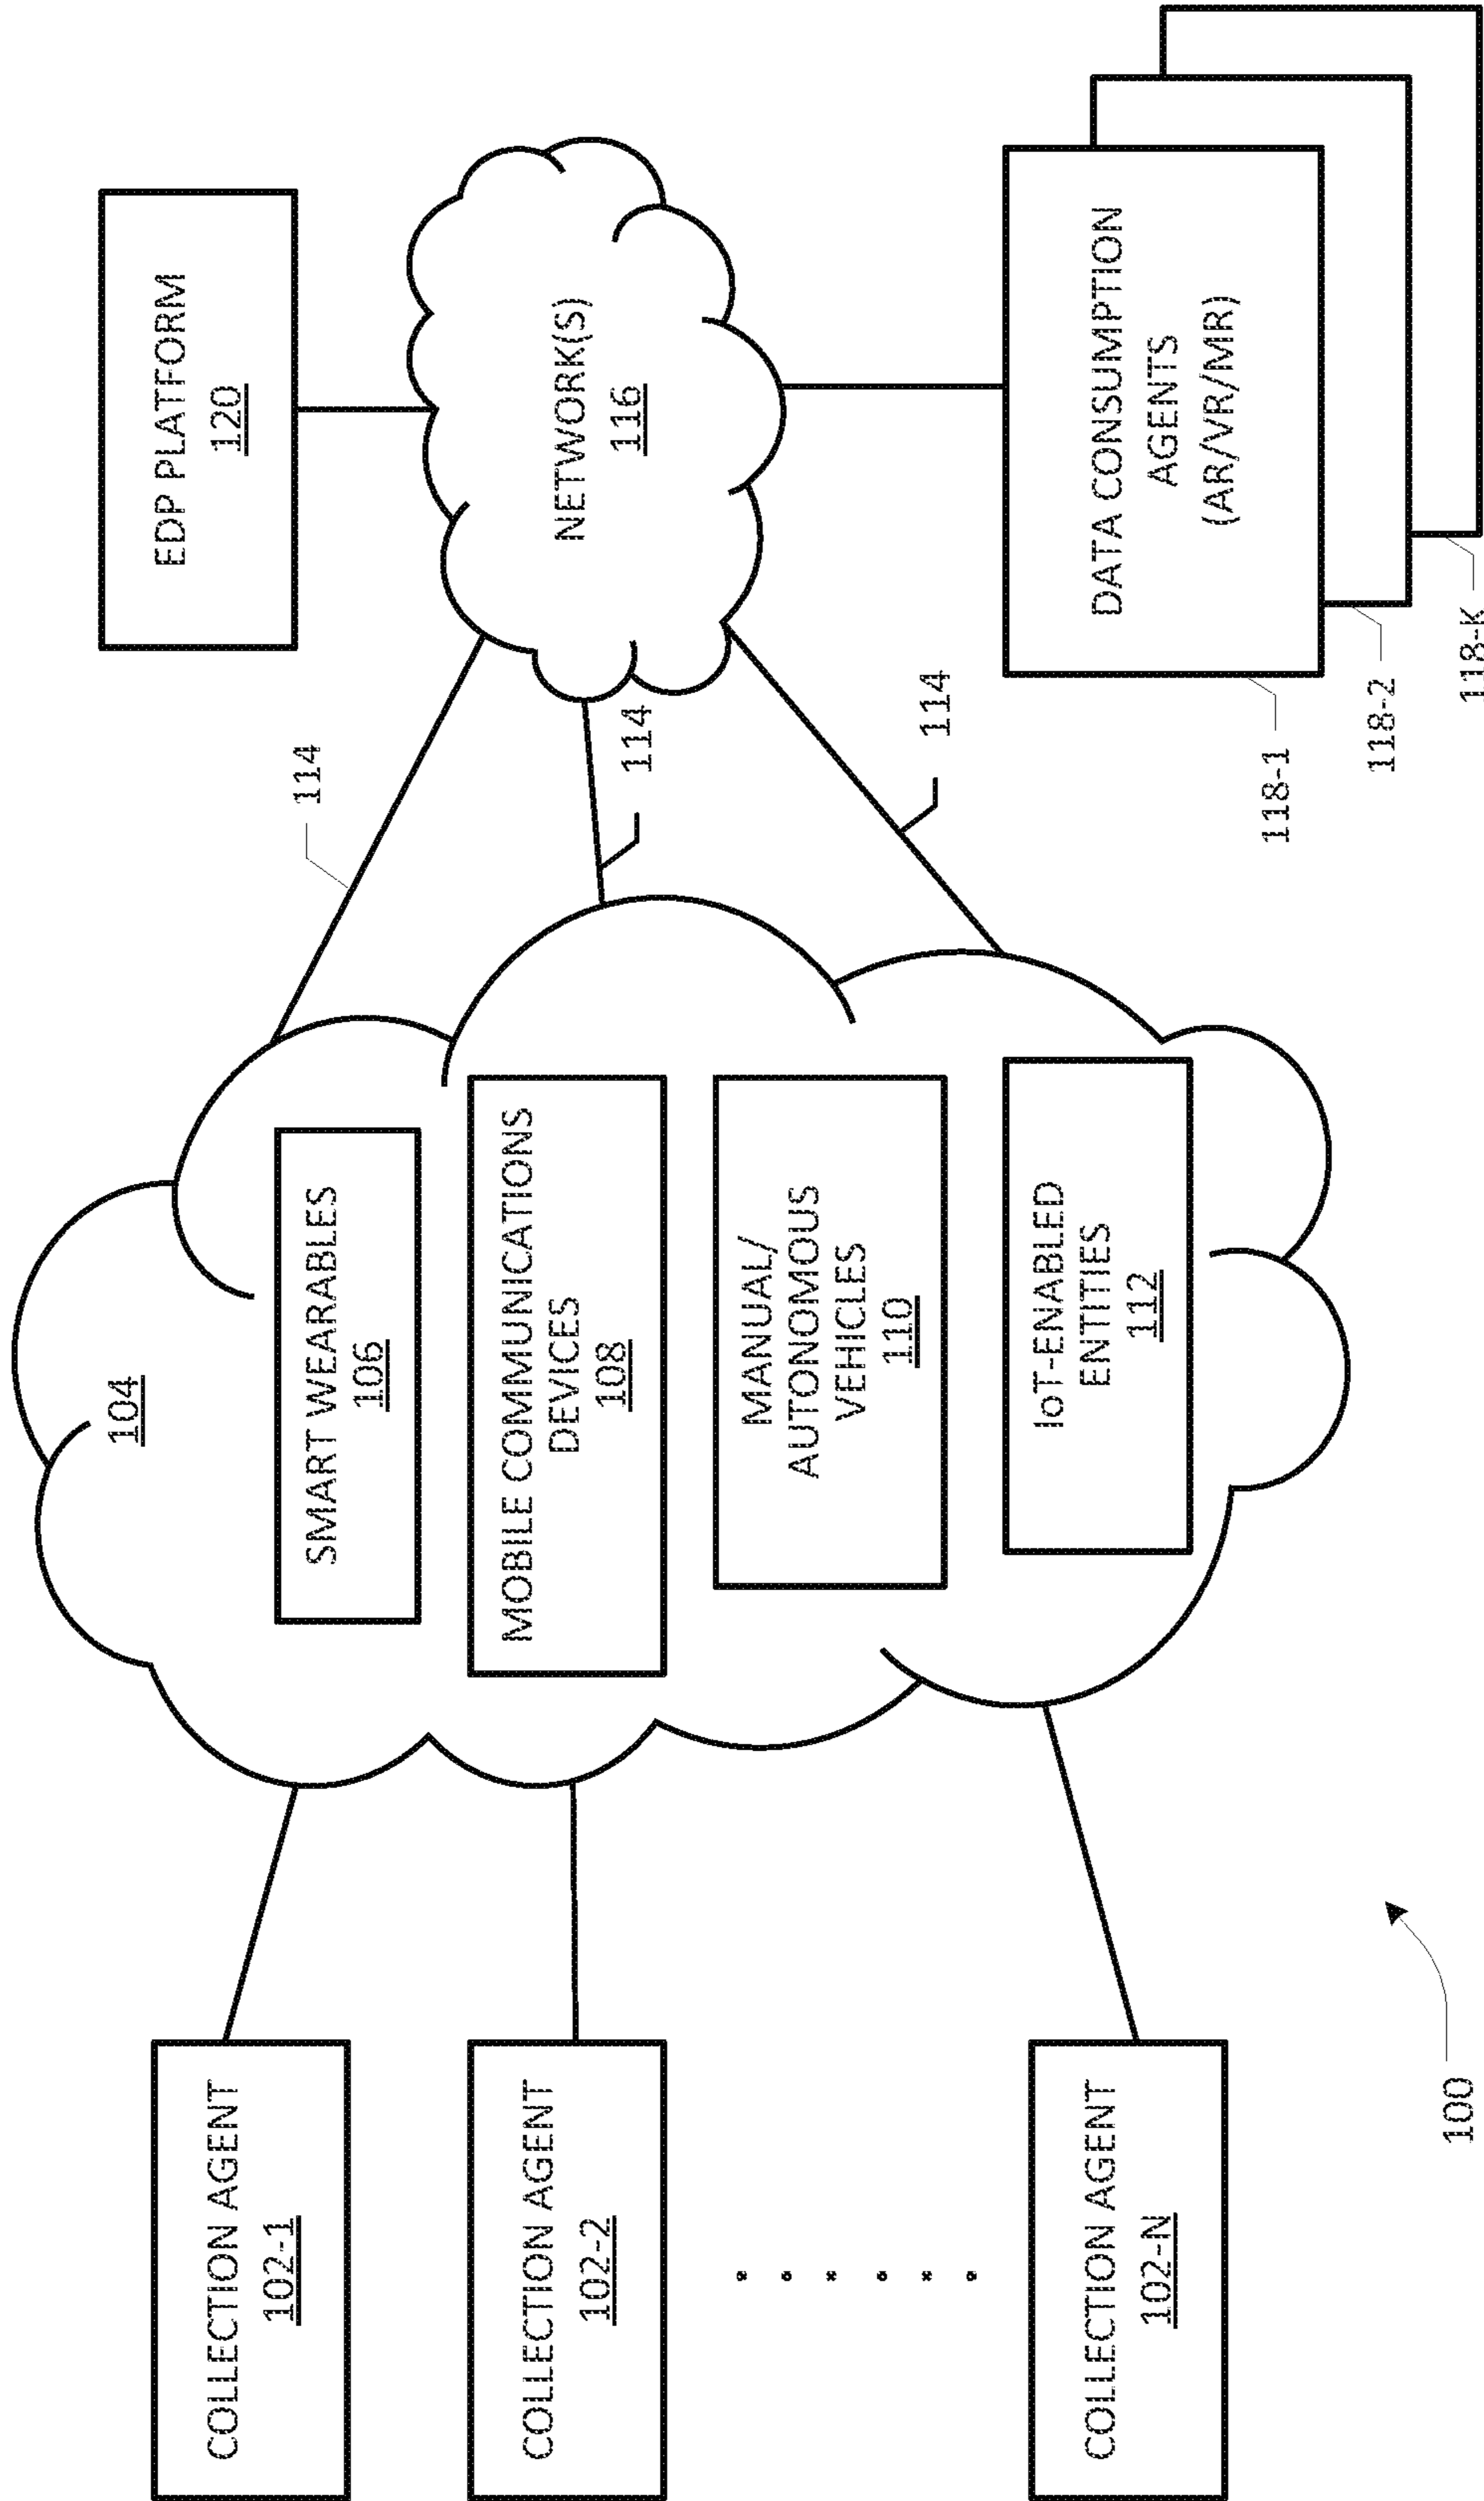 COLLECTION AGENT
102-1
COLLECTION AGENT
102-2
COLLECTION AGENT
102-N
100
104
SMART WEARABLES
106
MOBILE COMMUNICATIONS
DEVICES
108
MANUAL/
AUTONOMOUS
VEHICLES
110
IoT-ENABLED
ENTITIES
112
114
114
114
EDP PLATFORM
120
NETWORK(S)
116
DATA CONSUMPTION
AGENTS
(AR/VR/MR)
118-1
118-2
118-K